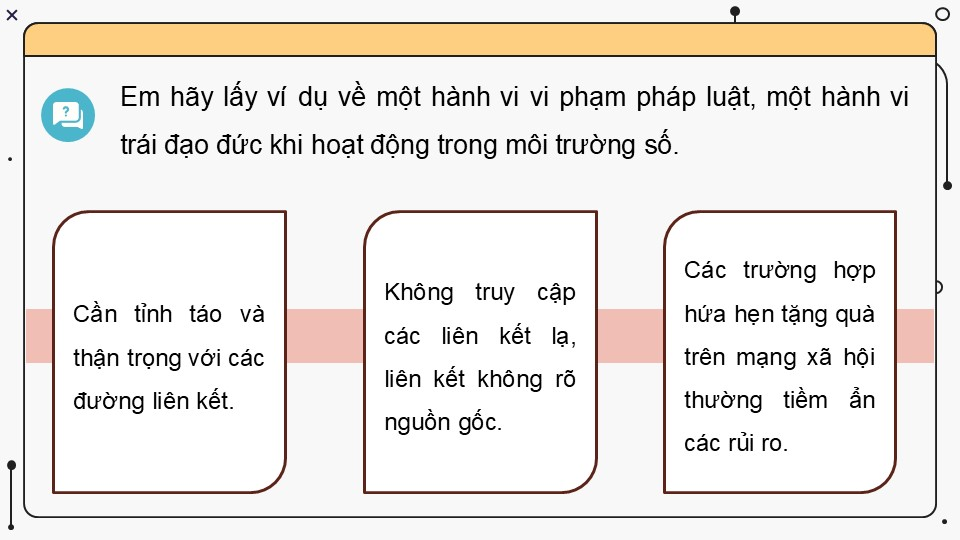 Em hãy lấy ví dụ về một hành vi vi phạm pháp luật, một hành vi
trái đạo đức khi hoạt động trong môi trường số.
Cần tỉnh táo và
thận trọng với các
đường liên kết.
Không truy cập
các liên kết lạ,
liên kết không rõ
nguồn gốc.
Các trường hợp
hứa hẹn tặng quà
trên mạng xã hội
thường tiềm ẩn
các rủi ro.